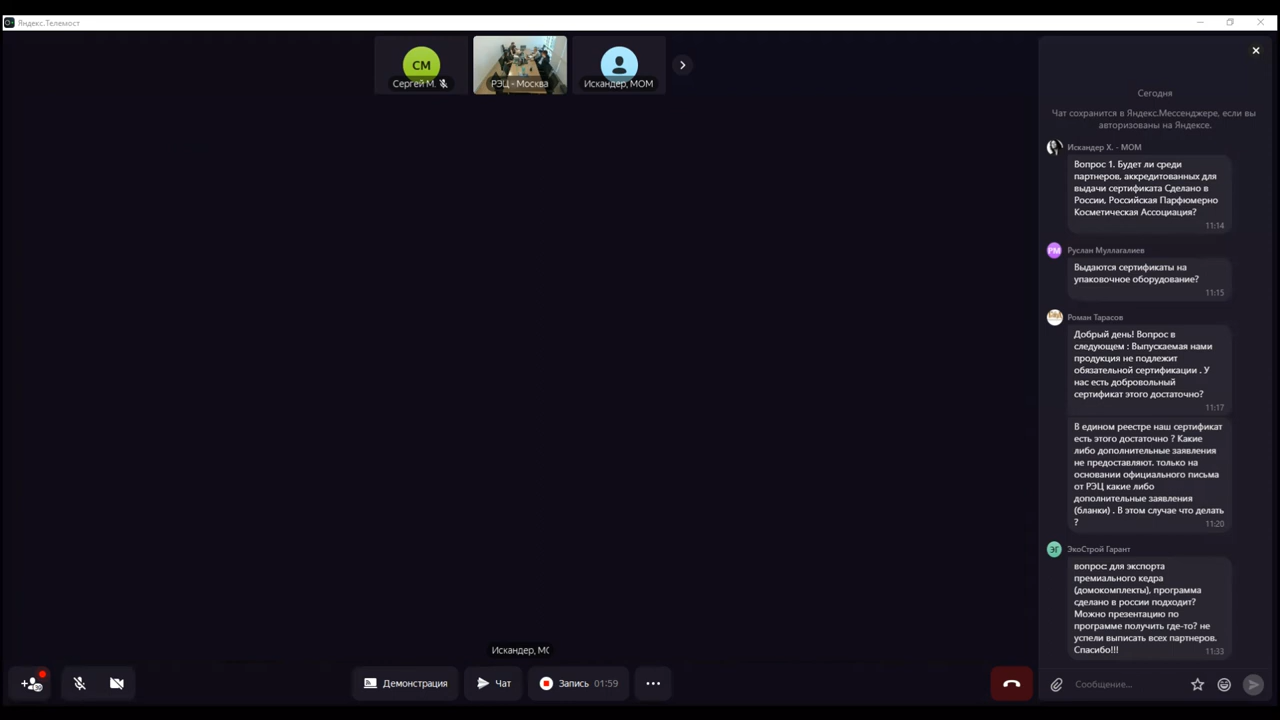 Яндекс.Телемост
СМ
Сергей М.
РЭЦ - Москва
Искандер, МОМ
Сегодня
Чат сохранится в Яндекс.Мессенджере, если вы
авторизованы на Яндексе.
Искандер Х. - МОМ
Вопрос 1. Будет ли среди
партнеров, аккредитованных для
выдачи сертификата Сделано в
России, Российская Парфюмерно
Косметическая Ассоциация?
11:14
РМ
Руслан Муллагалиев
Выдаются сертификаты на
упаковочное оборудование?
11:15
Роман Тарасов
Добрый день! Вопрос в
следующем : Выпускаемая нами
продукция не подлежит
обязательной сертификации . У
нас есть добровольный
сертификат этого достаточно?
11:17
В едином реестре наш сертификат
есть этого достаточно ? Какие
либо дополнительные заявления
не предоставляют. только на
основании официального письма
от РЭЦ какие либо
дополнительные заявления
(бланки) . В этом случае что делать
?
11:20
ЭГ
ЭкоСтрой Гарант
вопрос: для экспорта
премиального кедра
(домокомплекты), программа
сделано в россии подходит?
Можно презентацию по
программе получить где-то? не
успели выписать всех партнеров.
Спасибо!!!
11:33
Искандер, МС
Демонстрация
Чат
Запись 01:59
Сообщение...